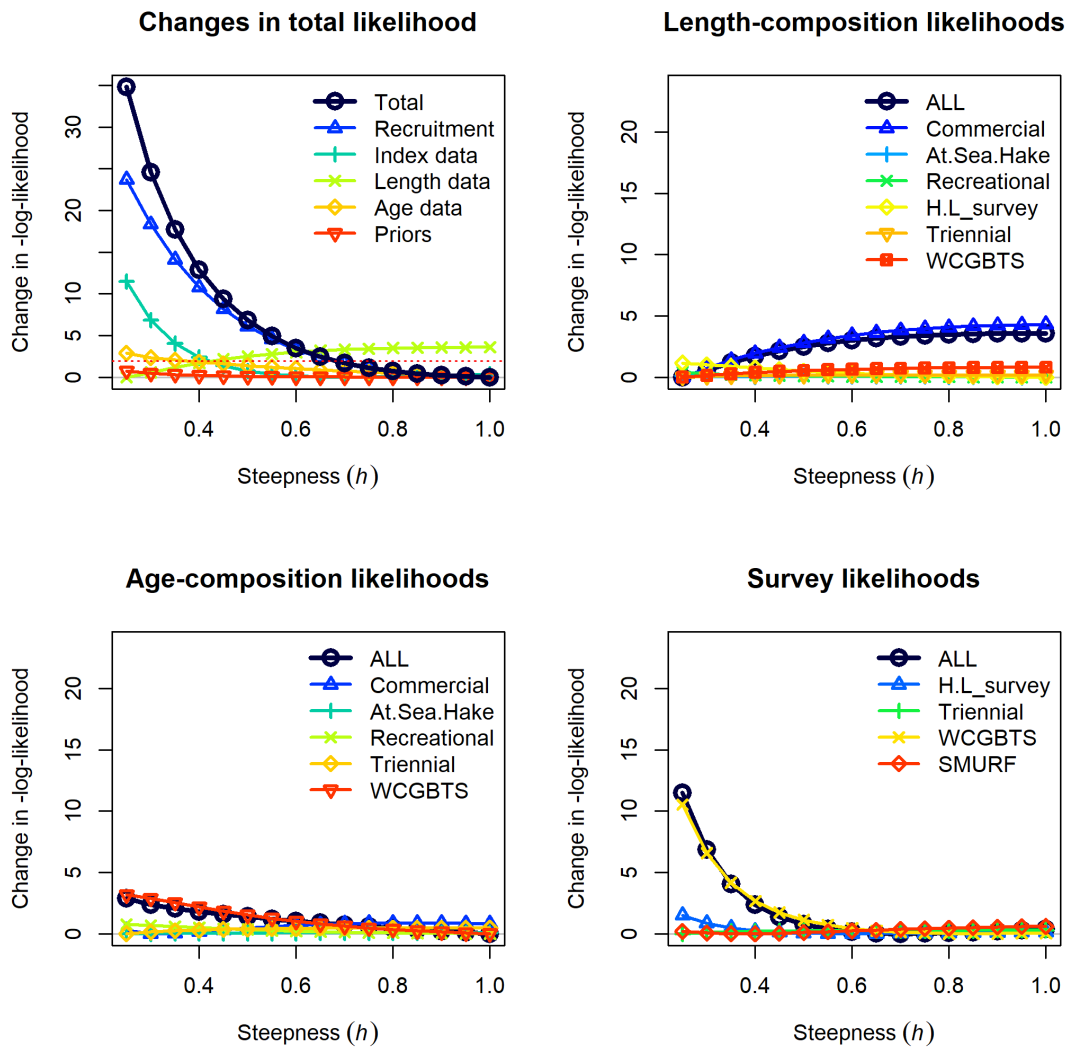 Changes in total likelihood
Change in -log-likelihood
30
20
10
5
0
Total
Recruitment
Index data
Length data
Age data
Priors
0.4
0.6
0.8
1.0
Steepness (h)
Length-composition likelihoods
Change in -log-likelihood
20
15
10
5
0
ALL
Commercial
At.Sea.Hake
Recreational
H.L_survey
Triennial
WCGBTS
0.4
0.6
0.8
1.0
Steepness (h)
Age-composition likelihoods
Change in -log-likelihood
20
15
10
5
0
ALL
Commercial
At.Sea.Hake
Recreational
Triennial
WCGBTS
0.4
0.6
0.8
1.0
Steepness (h)
Survey likelihoods
Change in -log-likelihood
20
15
10
5
0
ALL
H.L_survey
Triennial
WCGBTS
SMURF
0.4
0.6
0.8
1.0
Steepness (h)